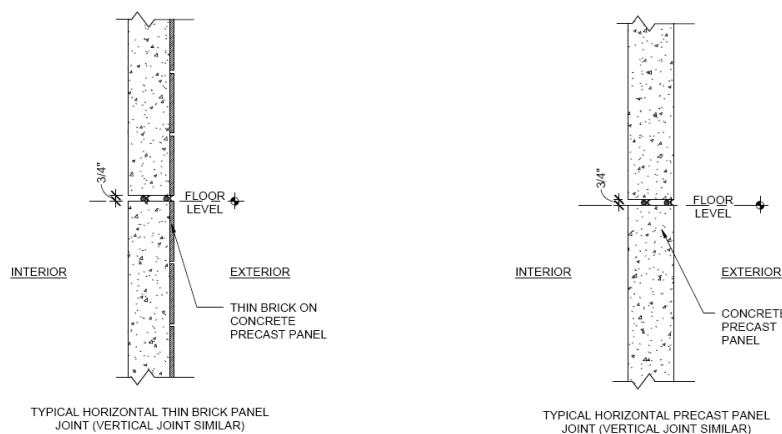 3/4"
FLOOR
LEVEL
INTERIOR
EXTERIOR
THIN BRICK ON
CONCRETE
PRECAST PANEL
TYPICAL HORIZONTAL THIN BRICK PANEL
JOINT (VERTICAL JOINT SIMILAR)
3/4"
FLOOR
LEVEL
INTERIOR
EXTERIOR
CONCRETE
PRECAST
PANEL
TYPICAL HORIZONTAL PRECAST PANEL
JOINT (VERTICAL JOINT SIMILAR)